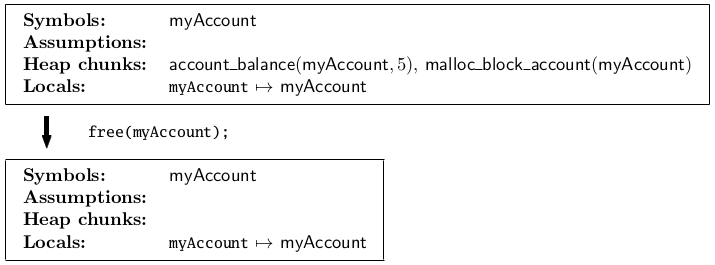 Symbols: myAccount
Assumptions:
Heap chunks: account_balance(myAccount, 5), malloc_block_account(myAccount)
Locals: myAccount ↦ myAccount
free(myAccount);
Symbols: myAccount
Assumptions:
Heap chunks:
Locals: myAccount ↦ myAccount